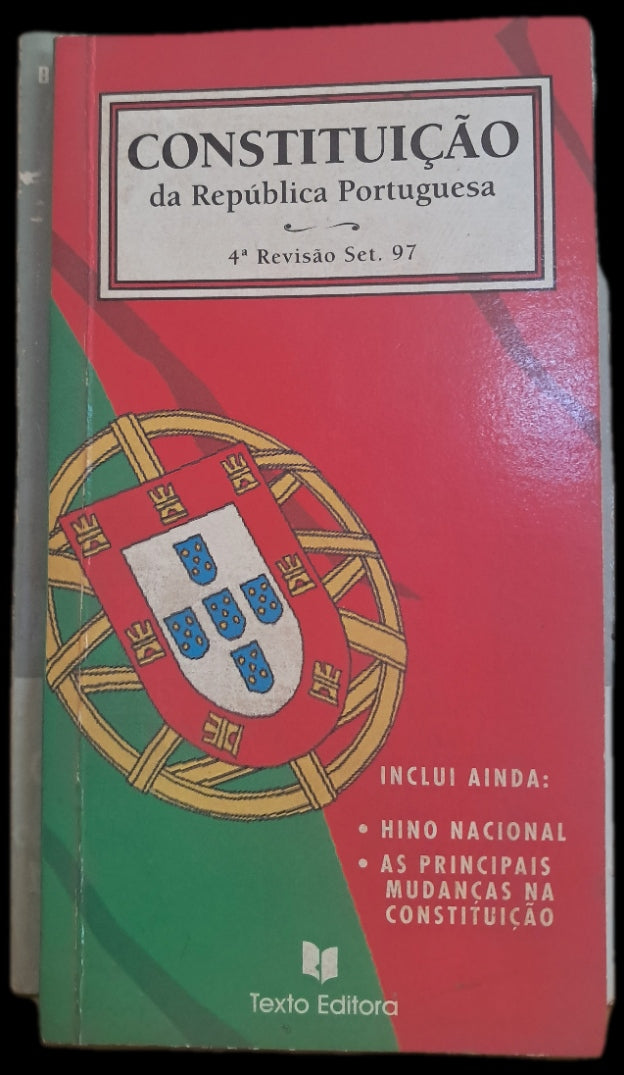 CONSTITUIÇÃO
da República Portuguesa
4ª Revisão Set. 97
INCLUI AINDA:
• HINO NACIONAL
• AS PRINCIPAIS
MUDANÇAS NA
CONSTITUIÇÃO
Texto Editora